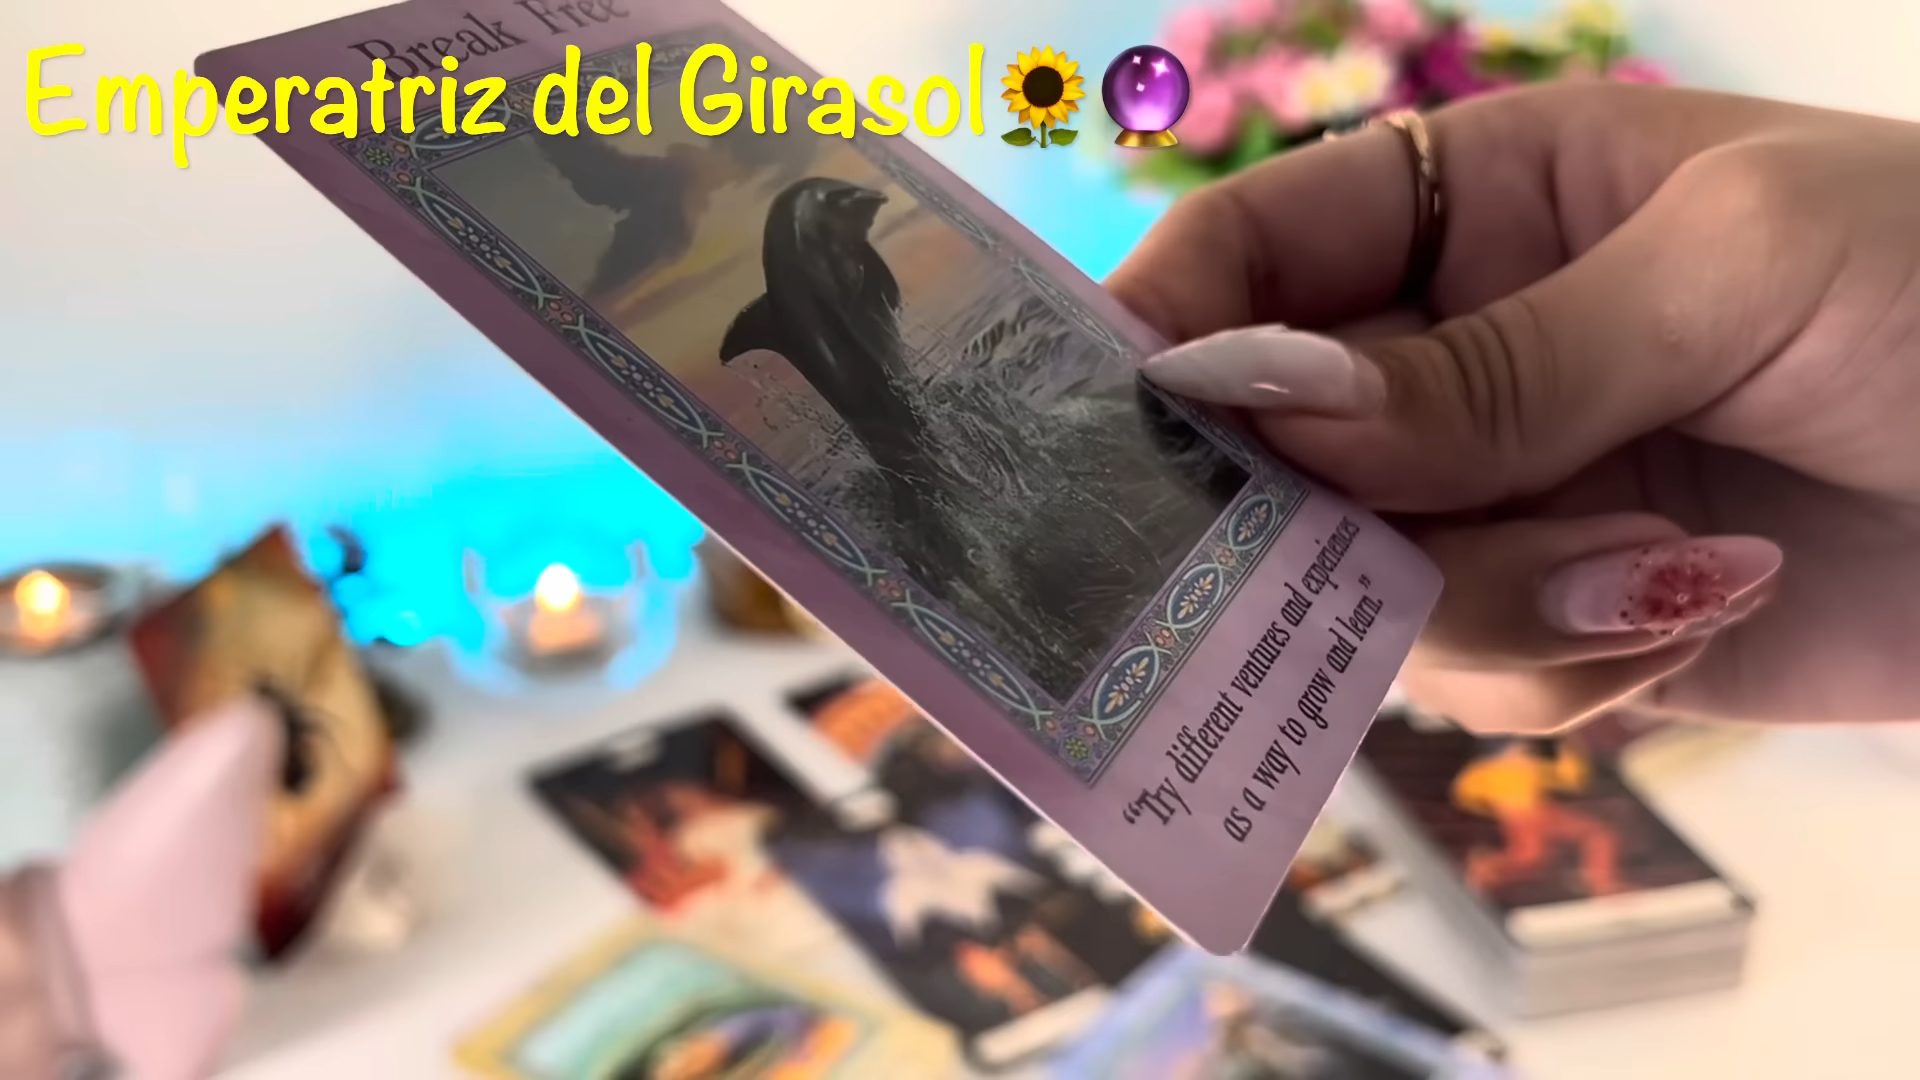 Break Free
Emperatriz del Girasol🌻🔮
“Try different ventures and experiences
as a way to grow and learn.”